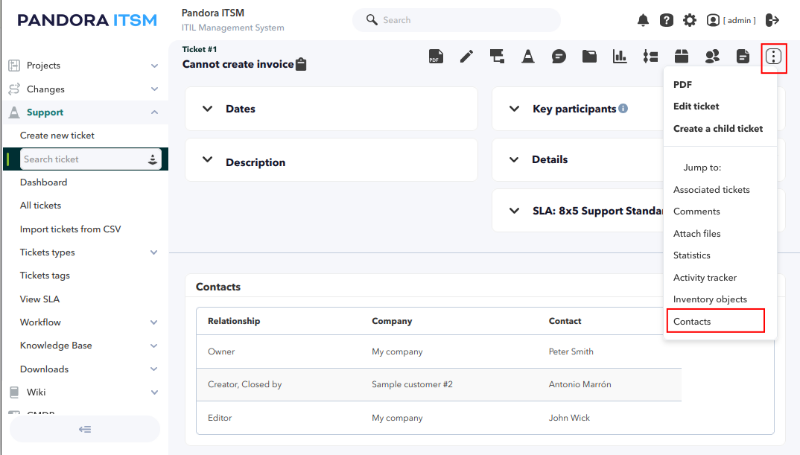 PANDORA ITSM
Pandora ITSM
ITIL Management System
Search
[ admin ]
Projects
Changes
Support
Create new ticket
Search ticket
Dashboard
All tickets
Import tickets from CSV
Tickets types
Tickets tags
View SLA
Workflow
Knowledge Base
Downloads
Wiki
CMDB
Ticket #1
Cannot create invoice
PDF
Dates
Key participants
Description
Details
SLA: 8x5 Support Standar
PDF
Edit ticket
Create a child ticket
Jump to:
Associated tickets
Comments
Attach files
Statistics
Activity tracker
Inventory objects
Contacts
Contacts
Relationship Company Contact
Owner My company Peter Smith
Creator, Closed by Sample customer #2 Antonio Marrón
Editor My company John Wick